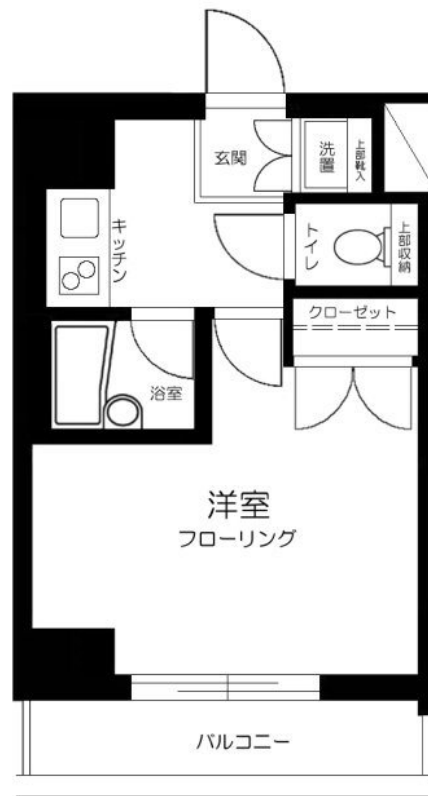 玄関
洗置
上部靴入
キッチン
トイレ
上部収納
クローゼット
浴室
洋室
フローリング
バルコニー